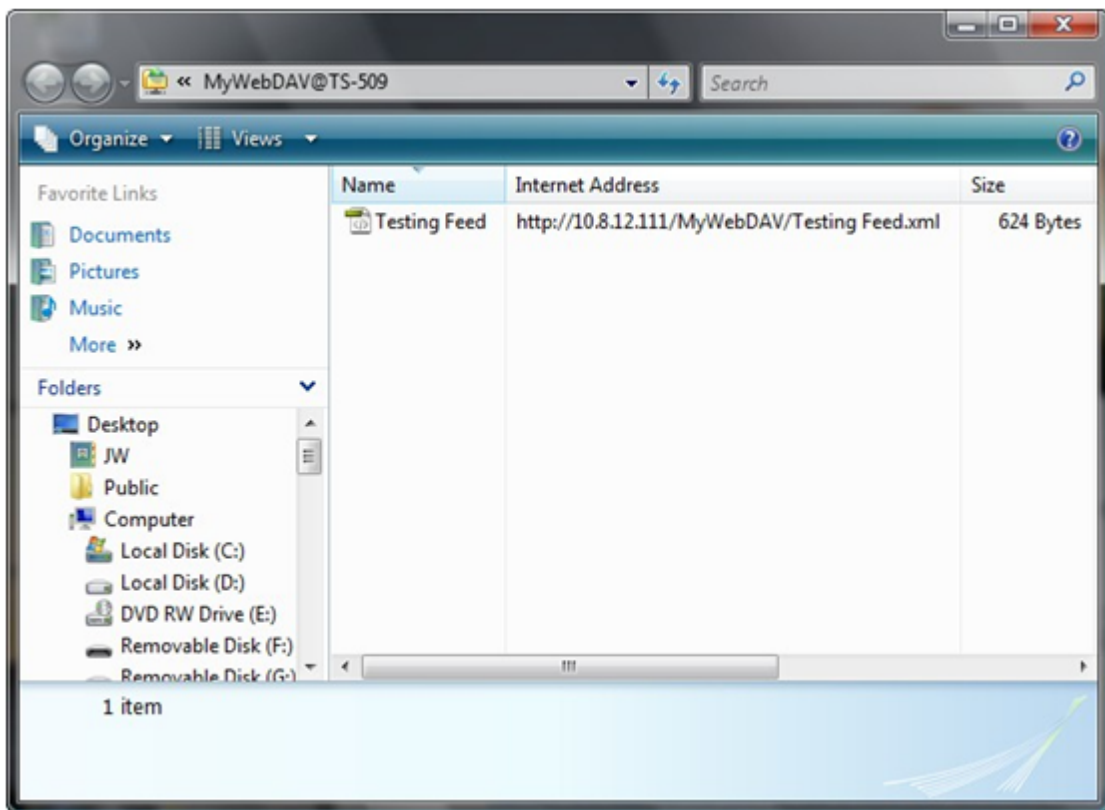 « MyWebDAV@TS-509
Search
Organize
Views
Favorite Links
Documents
Pictures
Music
More »
Folders
Desktop
JW
Public
Computer
Local Disk (C:)
Local Disk (D:)
DVD RW Drive (E:)
Removable Disk (F:)
Removable Disk (G:)
Name Internet Address Size
Testing Feed http://10.8.12.111/MyWebDAV/Testing Feed.xml 624 Bytes
1 item